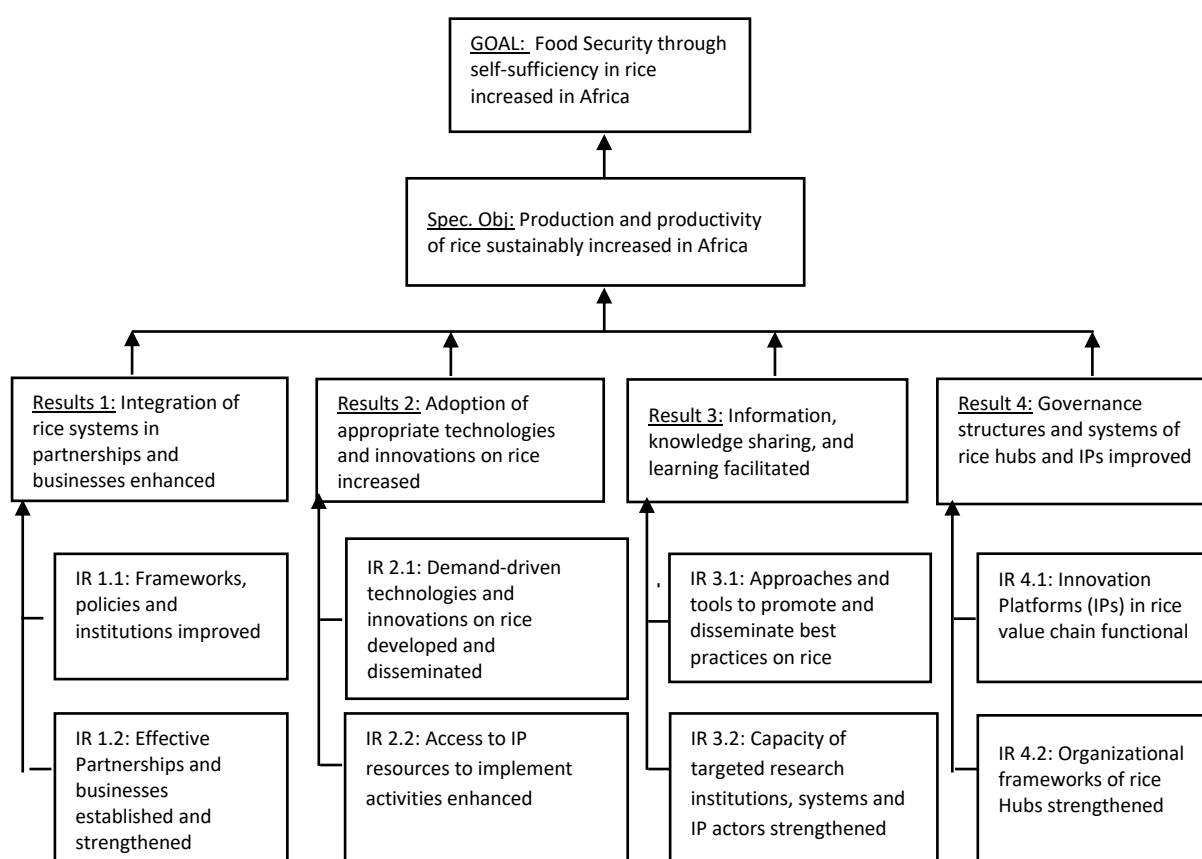 GOAL: Food Security through
self-sufficiency in rice
increased in Africa
Spec. Obj: Production and productivity
of rice sustainably increased in Africa
Results 1: Integration of
rice systems in
partnerships and
businesses enhanced
Results 2: Adoption of
appropriate technologies
and innovations on rice
increased
Result 3: Information,
knowledge sharing, and
learning facilitated
Result 4: Governance
structures and systems of
rice hubs and IPs improved
IR 1.1: Frameworks,
policies and
institutions improved
IR 2.1: Demand-driven
technologies and
innovations on rice
developed and
disseminated
IR 3.1: Approaches and
tools to promote and
disseminate best
practices on rice
IR 4.1: Innovation
Platforms (IPs) in rice
value chain functional
IR 1.2: Effective
Partnerships and
businesses
established and
strengthened
IR 2.2: Access to IP
resources to implement
activities enhanced
IR 3.2: Capacity of
targeted research
institutions, systems and
IP actors strengthened
IR 4.2: Organizational
frameworks of rice
Hubs strengthened